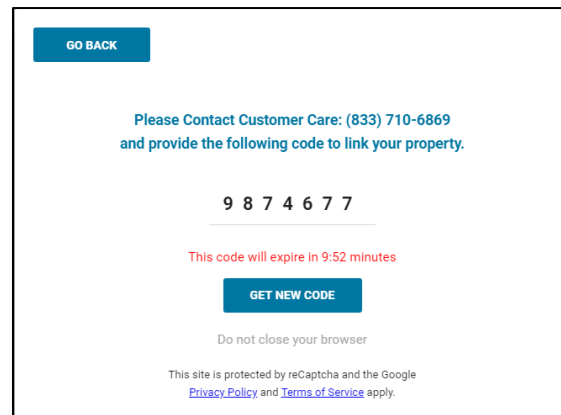 GO BACK
Please Contact Customer Care: (833) 710-6869
and provide the following code to link your property.
9 8 7 4 6 7 7
This code will expire in 9:52 minutes
GET NEW CODE
Do not close your browser
This site is protected by reCaptcha and the Google
Privacy Policy and Terms of Service apply.